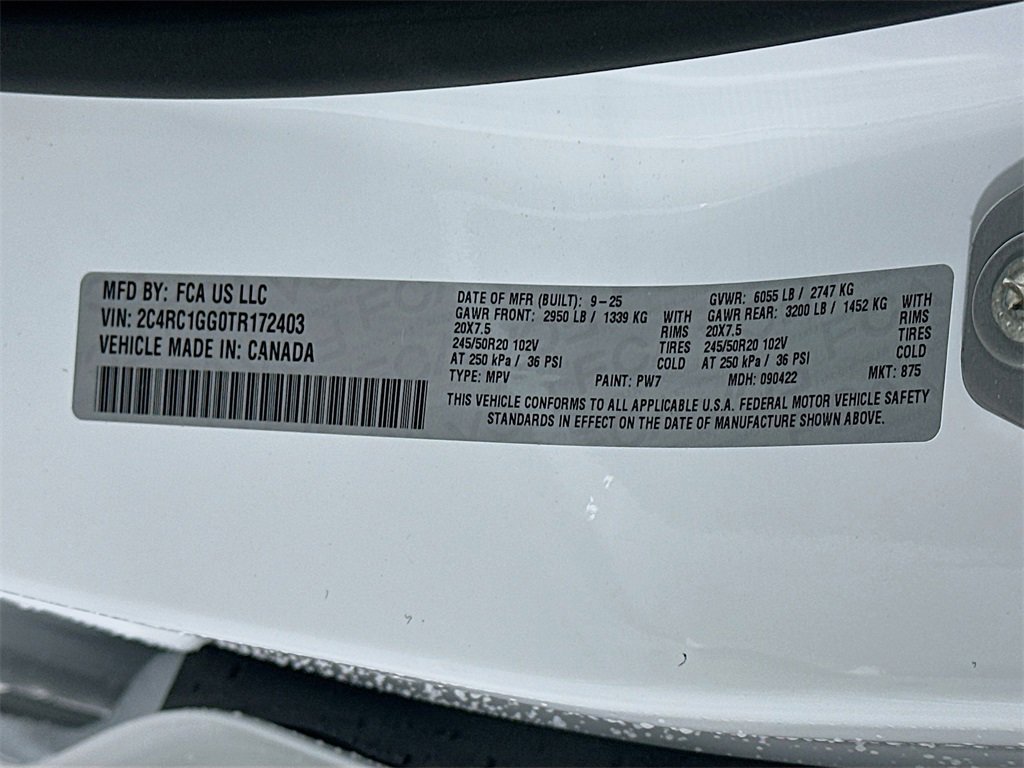 MFD BY: FCA US LLC
VIN: 2C4RC1GG0TR172403
VEHICLE MADE IN: CANADA
DATE OF MFR (BUILT): 9-25 GVWR: 6055 LB / 2747 KG
GAWR FRONT: 2950 LB / 1339 KG WITH GAWR REAR: 3200 LB / 1452 KG WITH
20X7.5 RIMS 20X7.5 RIMS
245/50R20 102V TIRES 245/50R20 102V TIRES
AT 250 kPa / 36 PSI COLD AT 250 kPa / 36 PSI COLD
TYPE: MPV PAINT: PW7 MDH: 090422 MKT: 875
THIS VEHICLE CONFORMS TO ALL APPLICABLE U.S.A. FEDERAL MOTOR VEHICLE SAFETY
STANDARDS IN EFFECT ON THE DATE OF MANUFACTURE SHOWN ABOVE.